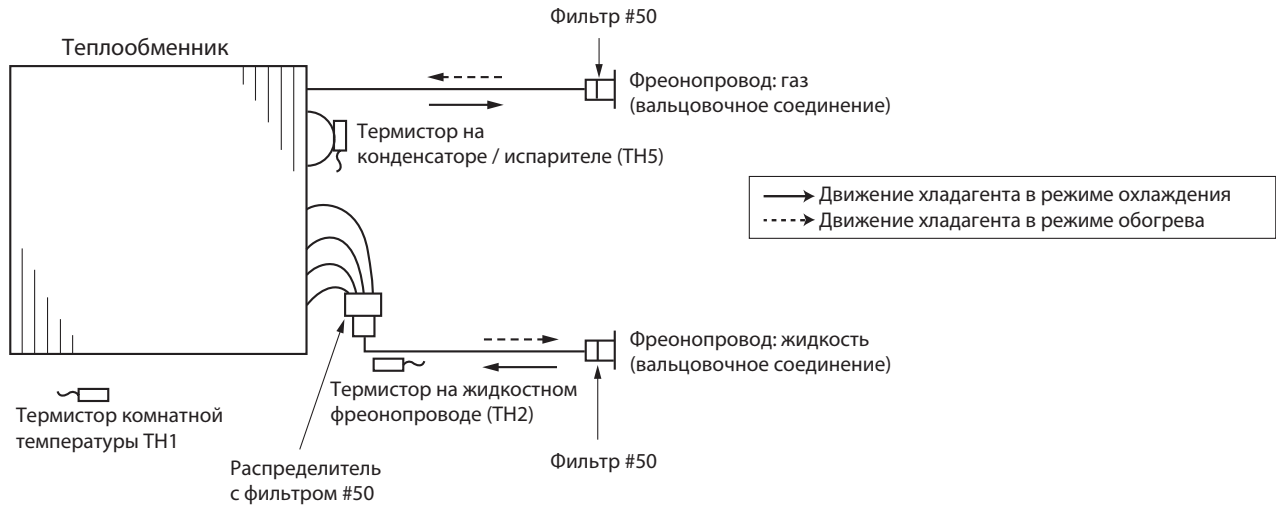 Фильтр #50
Теплообменник
Фреонопровод: газ
(вальцовочное соединение)
Термистор на
конденсаторе / испарителе (TH5)
Движение хладагента в режиме охлаждения
Движение хладагента в режиме обогрева
Фреонопровод: жидкость
(вальцовочное соединение)
Термистор на жидкостном
фреонопроводе (TH2)
Термистор комнатной
температуры TH1
Распределитель
с фильтром #50
Фильтр #50